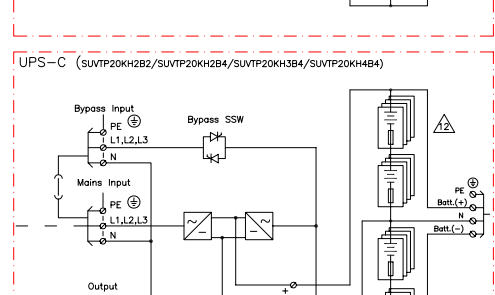 UPS-C (SUVTP20KH2B2/SUVTP20KH2B4/SUVTP20KH3B4/SUVTP20KH4B4)
Bypass Input
PE
L1,L2,L3
N
Bypass SSW
12
Mains Input
PE
L1,L2,L3
N
PE
Batt.(+)
N
Batt.(-)
Output
+